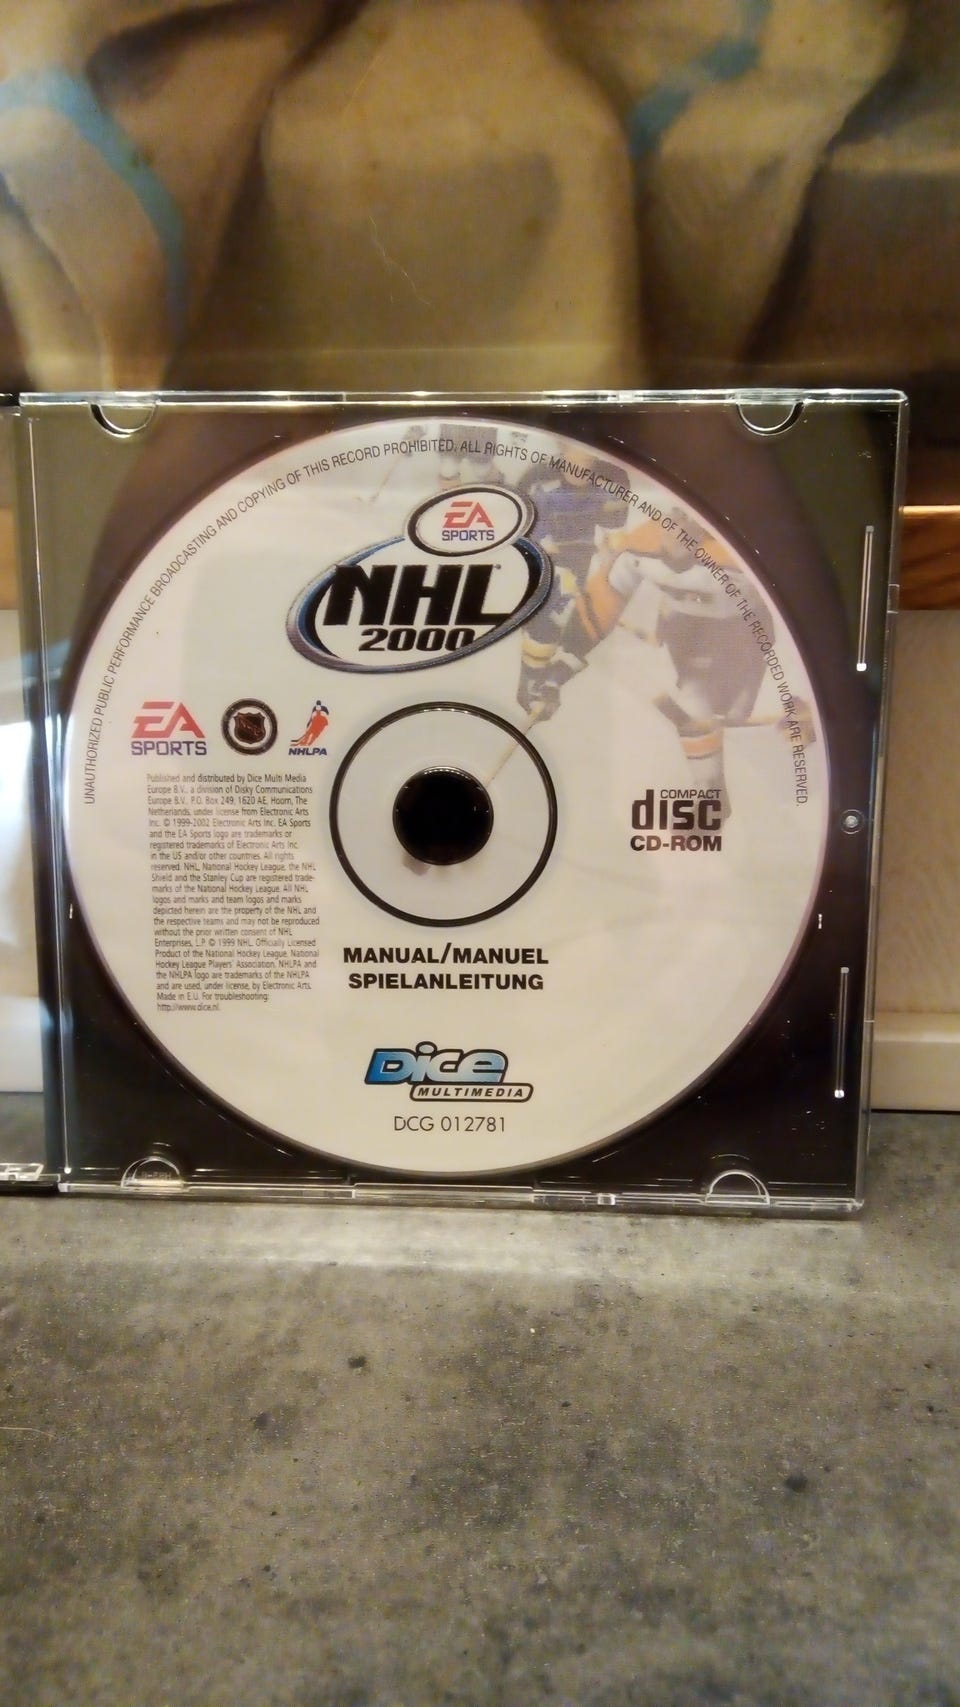 UNAUTHORIZED PUBLIC PERFORMANCE BROADCASTING AND COPYING OF THIS RECORD PROHIBITED. ALL RIGHTS OF MANUFACTURER AND OF THE OWNER OF THE RECORDED WORK ARE RESERVED.
EA
SPORTS
NHL
2000
EA
SPORTS
NHLPA
Published and distributed by Dice Multi Media
Europe B.V., a division of Disky Communications
Europe B.V. P.O. Box 249, 1620 AE, Hoorn, The
Netherlands, under license from Electronic Arts
Inc. © 1999-2002 Electronic Arts Inc. EA Sports
and the EA Sports logo are trademarks or
registered trademarks of Electronic Arts Inc.
in the US and/or other countries. All rights
reserved. NHL, National Hockey League, the NHL
Shield and the Stanley Cup are registered trade-
marks of the National Hockey League. All NHL
logos and marks and team logos and marks
depicted herein are the property of the NHL and
the respective teams and may not be reproduced
without the prior written consent of NHL
Enterprises, L.P. © 1999 NHL. Officially Licensed
Product of the National Hockey League. National
Hockey League Players' Association, NHLPA and
the NHLPA logo are trademarks of the NHLPA
and are used, under license, by Electronic Arts.
Made in E.U. For troubleshooting:
http://www.dice.nl.
COMPACT
disc
CD-ROM
MANUAL/MANUEL
SPIELANLEITUNG
Dice
MULTIMEDIA
DCG 012781